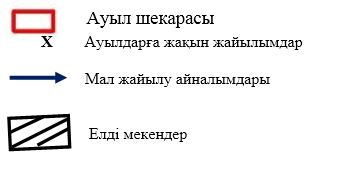 Ауыл шекарасы
X Ауылдарға жақын жайылымдар
Мал жайылу айналымдары
Елді мекендер